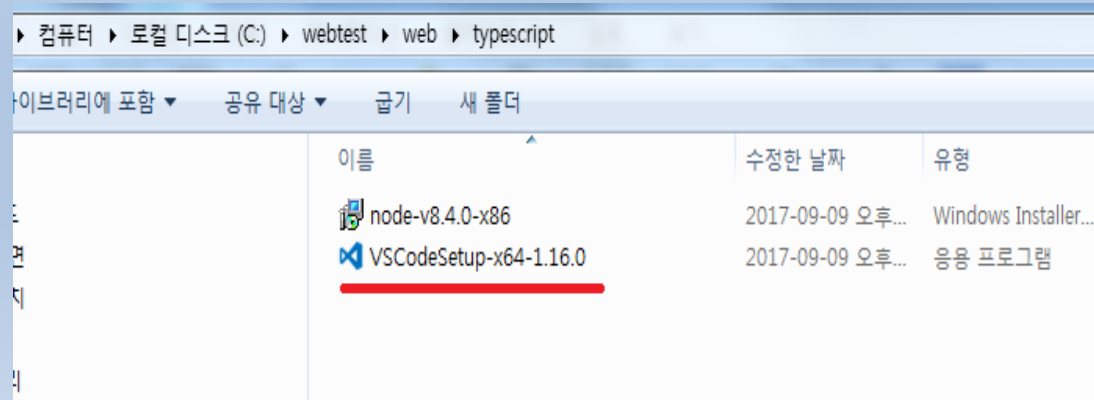 컴퓨터 ▸ 로컬 디스크 (C:) ▸ webtest ▸ web ▸ typescript
이브러리에 포함 ▼ 공유 대상 ▼ 굽기 새 폴더
이름 수정한 날짜 유형
node-v8.4.0-x86 2017-09-09 오후... Windows Installer...
VSCodeSetup-x64-1.16.0 2017-09-09 오후... 응용 프로그램